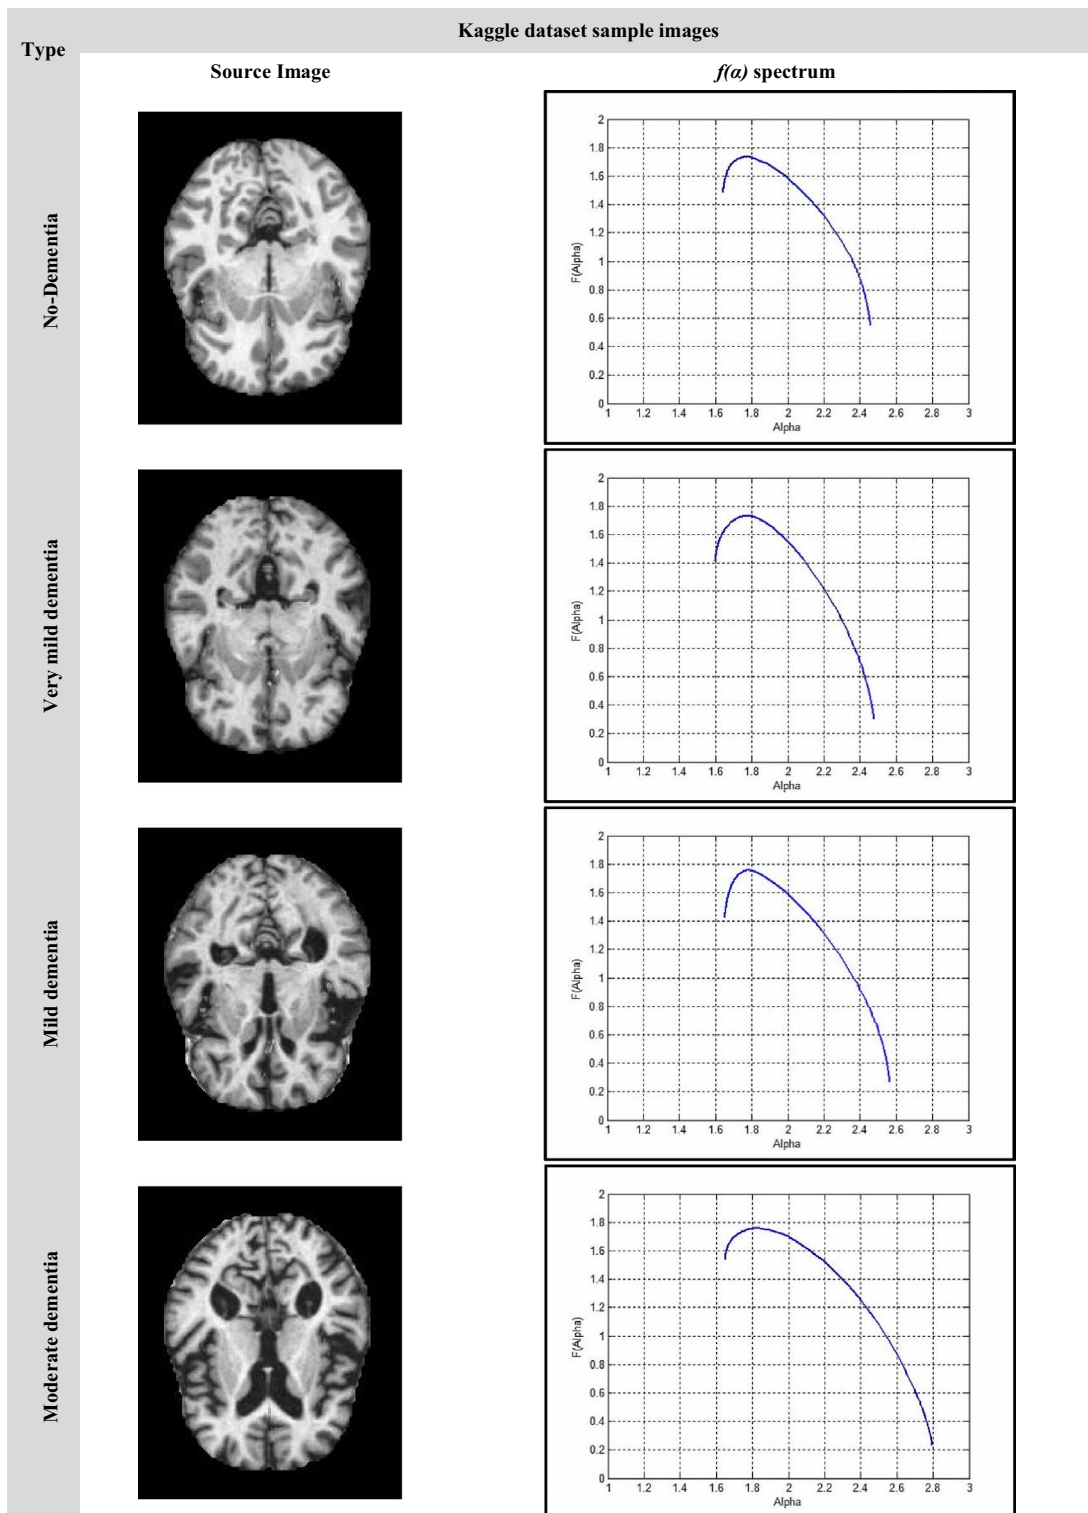 Kaggle dataset sample images
Type
Source Image
f(α) spectrum
No-Dementia
2
1.8
1.6
1.4
1.2
1
0.8
0.6
0.4
0.2
0
F(Alpha)
1 1.2 1.4 1.6 1.8 2 2.2 2.4 2.6 2.8 3
Alpha
Very mild dementia
2
1.8
1.6
1.4
1.2
1
0.8
0.6
0.4
0.2
0
F(Alpha)
1 1.2 1.4 1.6 1.8 2 2.2 2.4 2.6 2.8 3
Alpha
Mild dementia
2
1.8
1.6
1.4
1.2
1
0.8
0.6
0.4
0.2
0
F(Alpha)
1 1.2 1.4 1.6 1.8 2 2.2 2.4 2.6 2.8 3
Alpha
Moderate dementia
2
1.8
1.6
1.4
1.2
1
0.8
0.6
0.4
0.2
0
F(Alpha)
1 1.2 1.4 1.6 1.8 2 2.2 2.4 2.6 2.8 3
Alpha